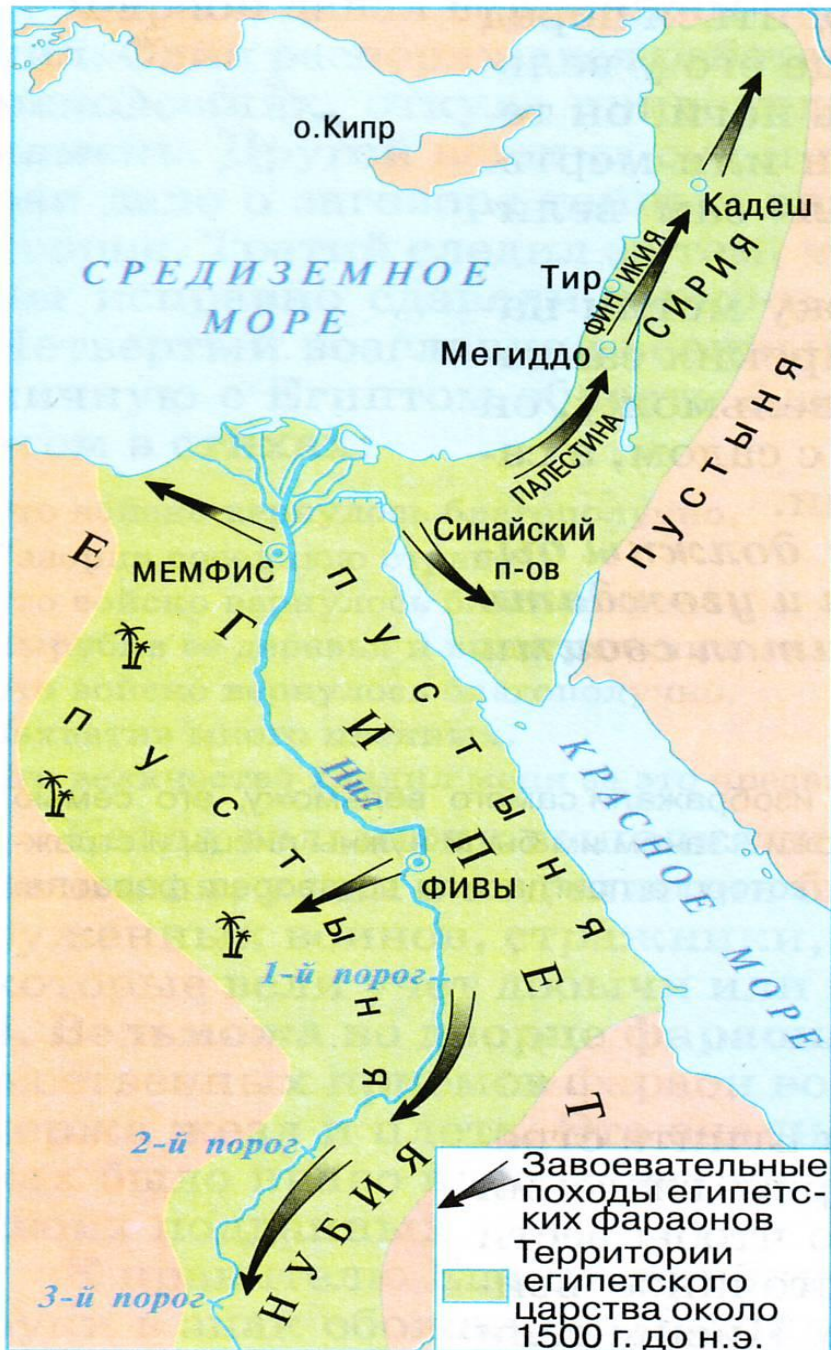 о.Кипр
Кадеш
СРЕДИЗЕМНОЕ
МОРЕ
Тир
ФИНИКИЯ
СИРИЯ
Мегиддо
ПАЛЕСТИНА
ПУСТЫНЯ
Синайский
п-ов
МЕМФИС
ЕГИПЕТ
ПУСТЫНЯ
ПУСТЫНЯ
Нил
КРАСНОЕ МОРЕ
ФИВЫ
1-й порог
2-й порог
НУБИЯ
3-й порог
Завоевательные
походы египетс-
ких фараонов
Территории
египетского
царства около
1500 г. до н.э.